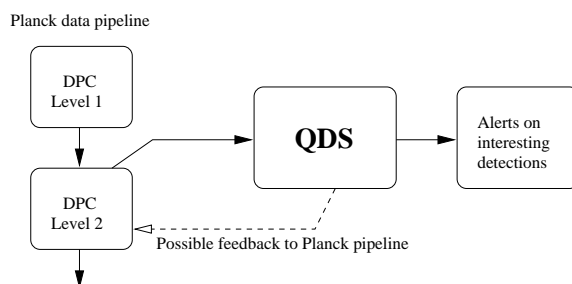 Planck data pipeline
DPC
Level 1
QDS
Alerts on
interesting
detections
DPC
Level 2
Possible feedback to Planck pipeline